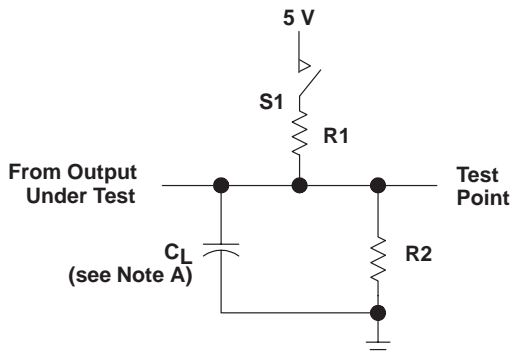 5 V
S1
R1
From Output
Under Test
Test
Point
CL
(see Note A)
R2